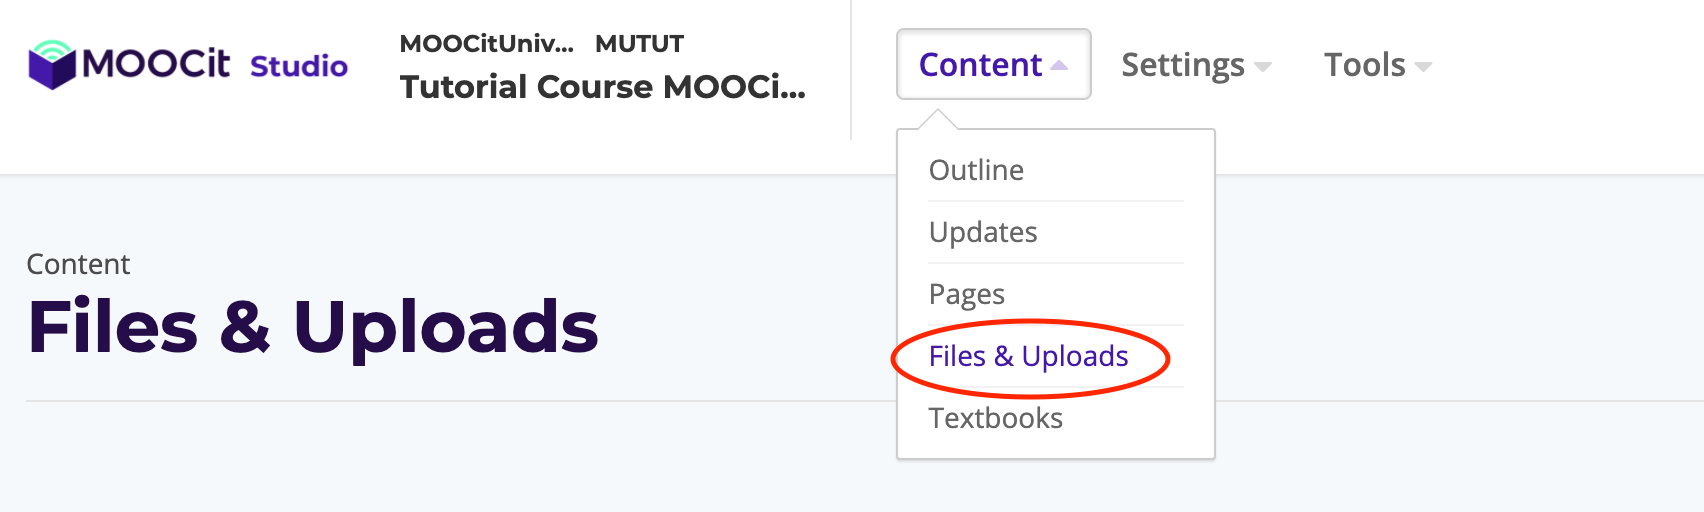 MOOCit Studio
MOOCitUniv... MUTUT
Tutorial Course MOOCi...
Content Settings Tools
Outline
Updates
Pages
Files & Uploads
Textbooks
Content
Files & Uploads